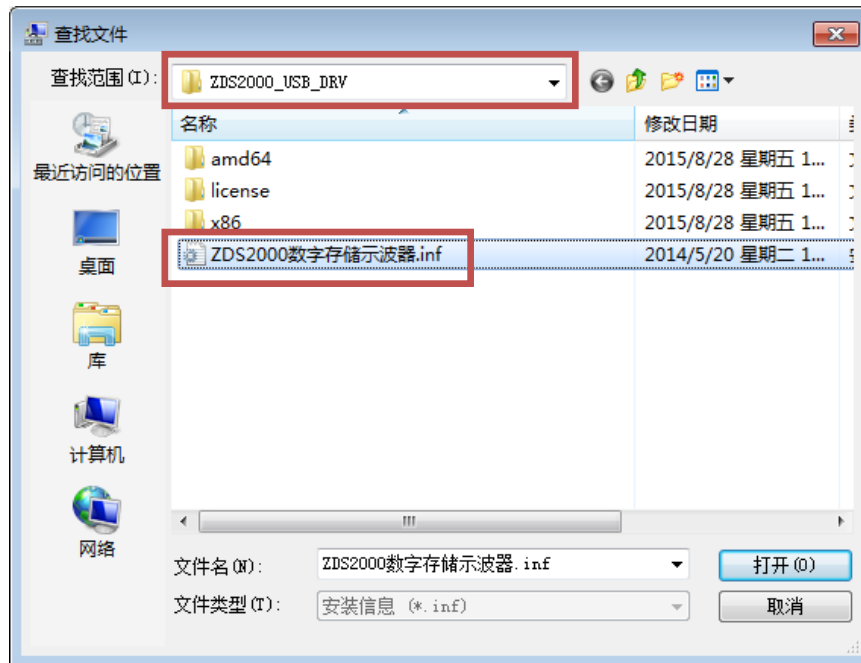 查找文件
查找范围(I):
ZDS2000_USB_DRV
名称
修改日期
amd64
2015/8/28 星期五 1...
license
2015/8/28 星期五 1...
x86
2015/8/28 星期五 1...
ZDS2000数字存储示波器.inf
2014/5/20 星期二 1...
最近访问的位置
桌面
库
计算机
网络
文件名(N):
ZDS2000数字存储示波器.inf
打开(O)
文件类型(T):
安装信息 (*.inf)
取消